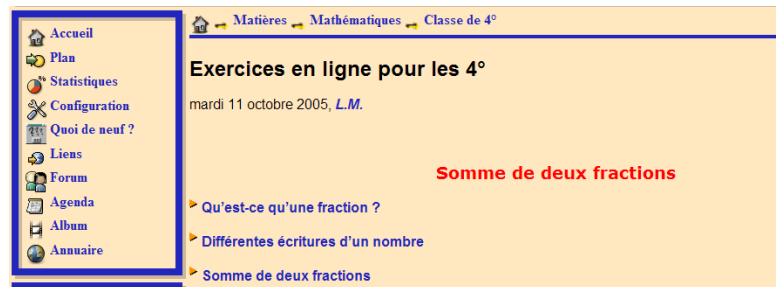 Accueil
Plan
Statistiques
Configuration
Quoi de neuf ?
Liens
Forum
Agenda
Album
Annuaire
Matières Mathématiques Classe de 4°
Exercices en ligne pour les 4°
mardi 11 octobre 2005, L.M.
Somme de deux fractions
Qu'est-ce qu'une fraction ?
Différentes écritures d'un nombre
Somme de deux fractions